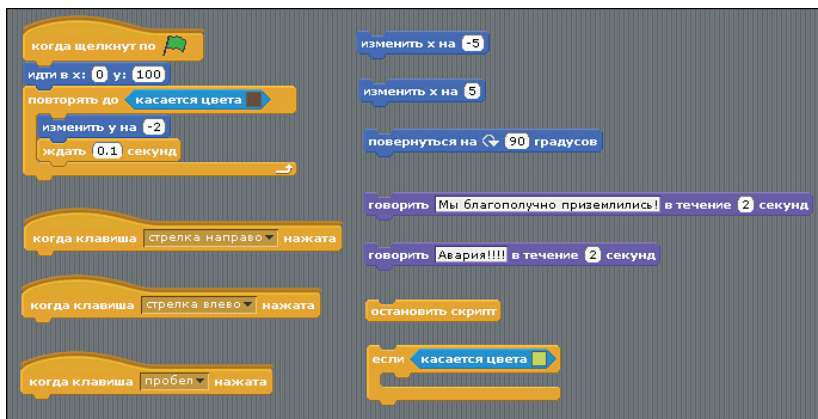 когда щелкнут по
идти в x: 0 y: 100
повторять до касается цвета
изменить y на -2
ждать 0.1 секунд
когда клавиша стрелка направо нажата
когда клавиша стрелка влево нажата
когда клавиша пробел нажата
изменить x на -5
изменить x на 5
повернуться на 90 градусов
говорить Мы благополучно приземлились! в течение 2 секунд
говорить Авария!!!! в течение 2 секунд
остановить скрипт
если касается цвета